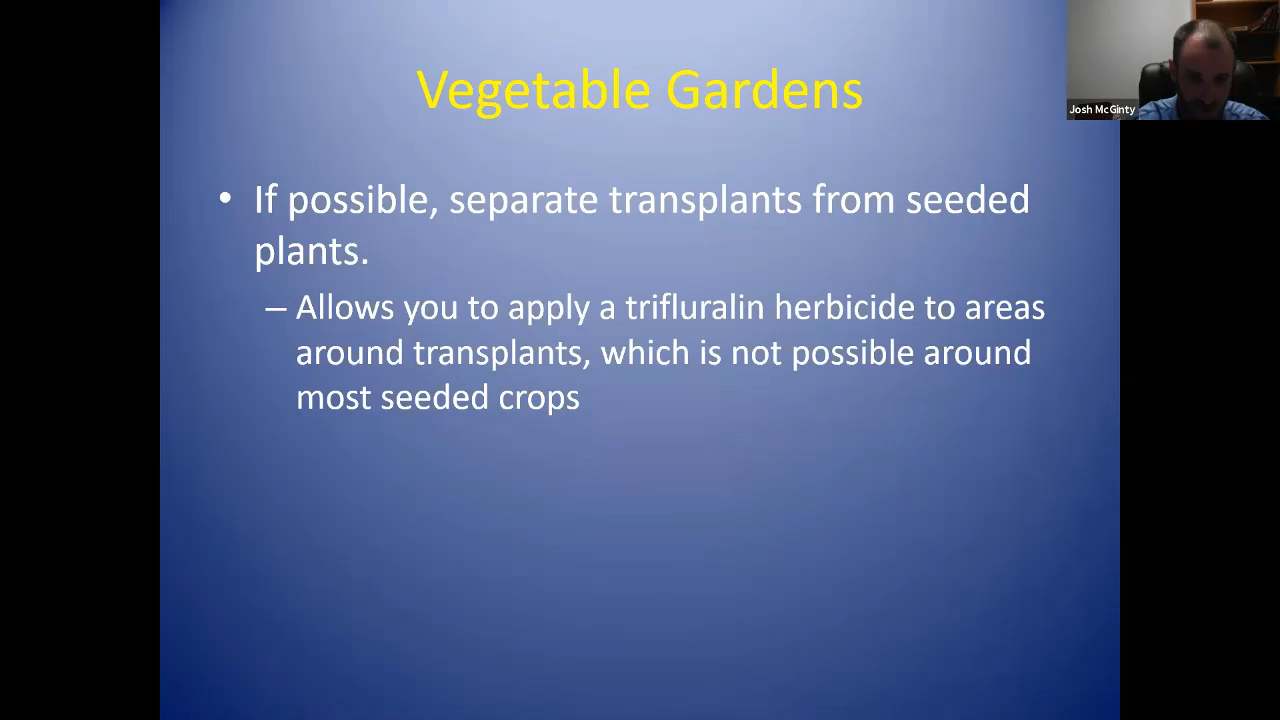 Vegetable Gardens
Josh McGinty
• If possible, separate transplants from seeded
plants.
– Allows you to apply a trifluralin herbicide to areas
around transplants, which is not possible around
most seeded crops